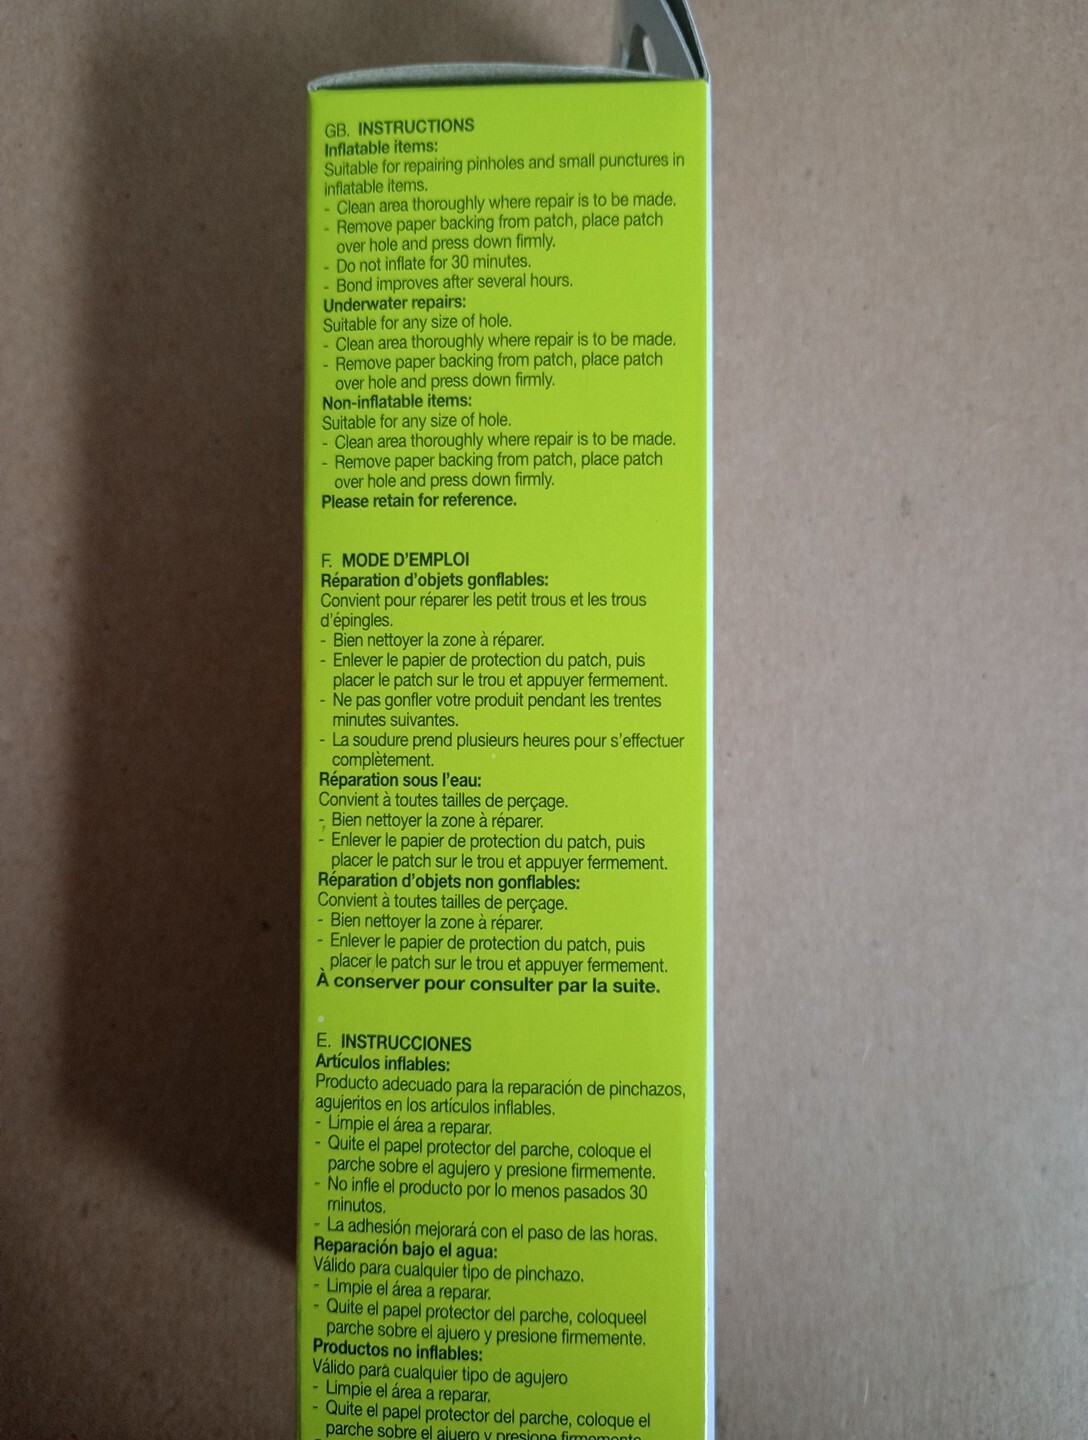 GB. INSTRUCTIONS
Inflatable items:
Suitable for repairing pinholes and small punctures in
inflatable items.
- Clean area thoroughly where repair is to be made.
- Remove paper backing from patch, place patch
over hole and press down firmly.
- Do not inflate for 30 minutes.
- Bond improves after several hours.
Underwater repairs:
Suitable for any size of hole.
- Clean area thoroughly where repair is to be made.
- Remove paper backing from patch, place patch
over hole and press down firmly.
Non-inflatable items:
Suitable for any size of hole.
- Clean area thoroughly where repair is to be made.
- Remove paper backing from patch, place patch
over hole and press down firmly.
Please retain for reference.
F. MODE D'EMPLOI
Réparation d'objets gonflables:
Convient pour réparer les petit trous et les trous
d'épingles.
- Bien nettoyer la zone à réparer.
- Enlever le papier de protection du patch, puis
placer le patch sur le trou et appuyer fermement.
- Ne pas gonfler votre produit pendant les trentes
minutes suivantes.
- La soudure prend plusieurs heures pour s'effectuer
complètement.
Réparation sous l'eau:
Convient à toutes tailles de perçage.
- Bien nettoyer la zone à réparer.
- Enlever le papier de protection du patch, puis
placer le patch sur le trou et appuyer fermement.
Réparation d'objets non gonflables:
Convient à toutes tailles de perçage.
- Bien nettoyer la zone à réparer.
- Enlever le papier de protection du patch, puis
placer le patch sur le trou et appuyer fermement.
À conserver pour consulter par la suite.
E. INSTRUCCIONES
Artículos inflables:
Producto adecuado para la reparación de pinchazos,
agujeritos en los artículos inflables.
- Limpie el área a reparar.
- Quite el papel protector del parche, coloque el
parche sobre el agujero y presione firmemente.
- No infle el producto por lo menos pasados 30
minutos.
- La adhesión mejorará con el paso de las horas.
Reparación bajo el agua:
Válido para cualquier tipo de pinchazo.
- Limpie el área a reparar.
- Quite el papel protector del parche, coloqueel
parche sobre el ajuero y presione firmemente.
Productos no inflables:
Válido para cualquier tipo de agujero
- Limpie el área a reparar.
- Quite el papel protector del parche, coloque el
parche sobre el ajuero y presione firmemente